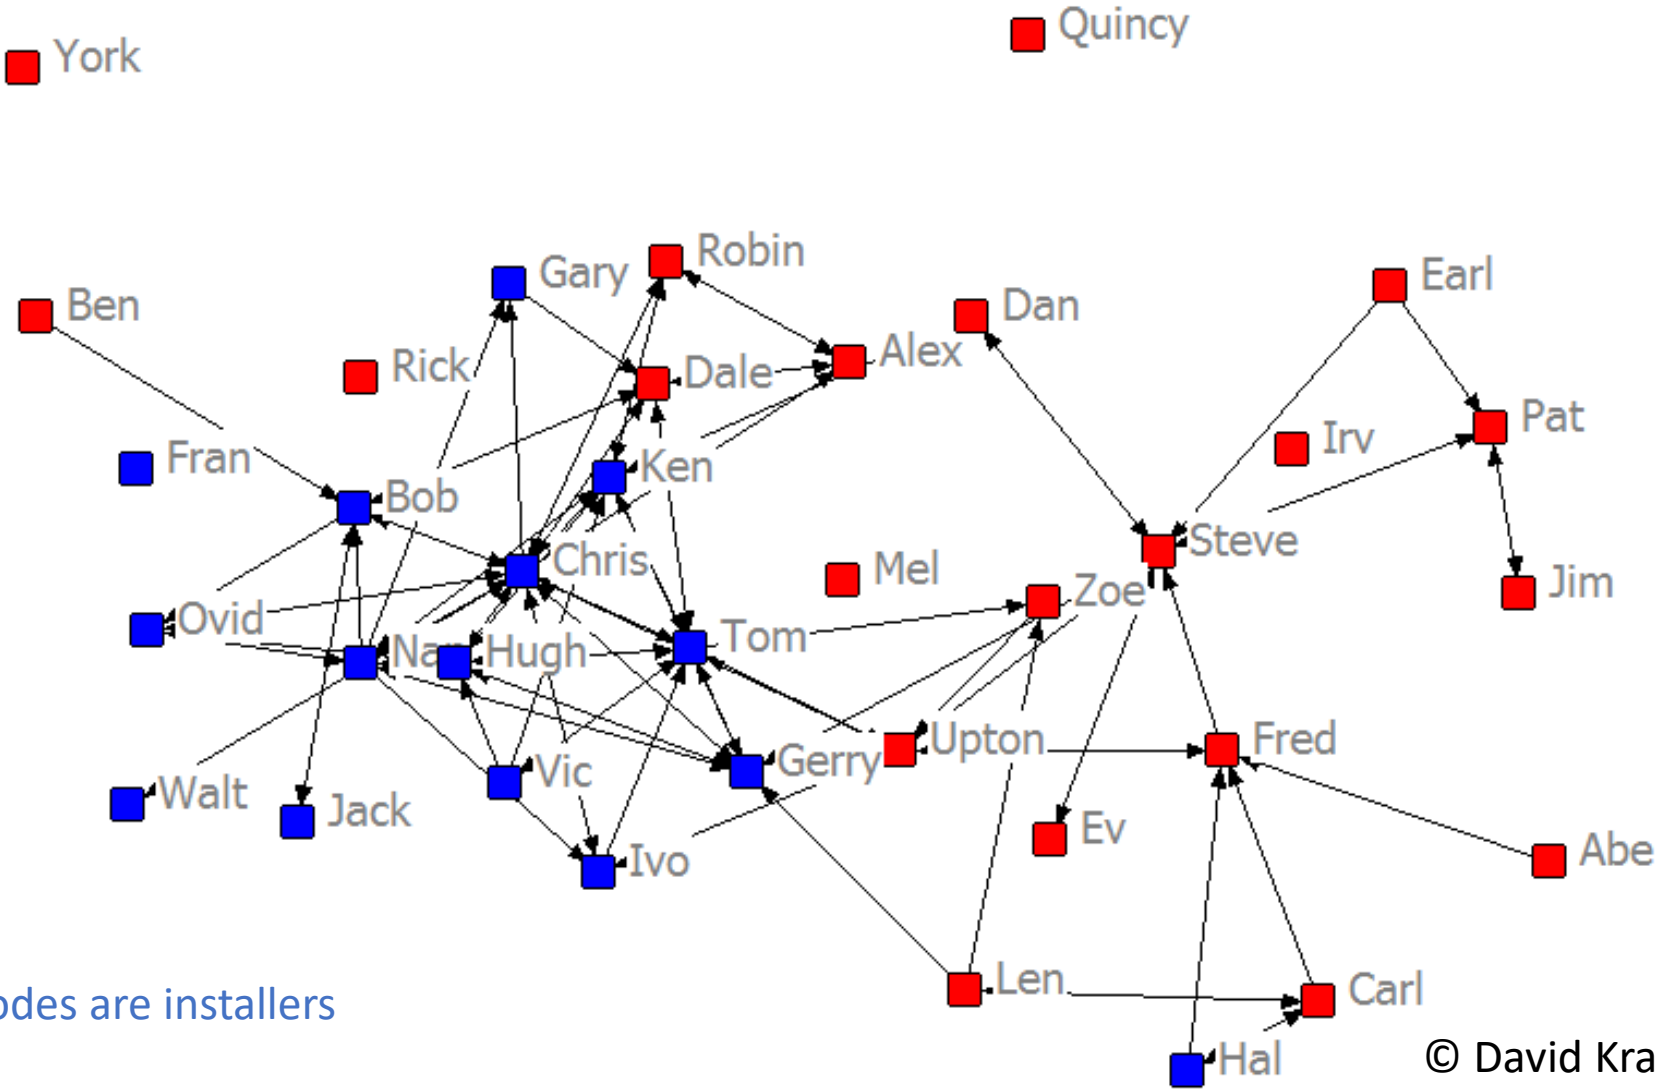 York
Quincy
Gary
Robin
Ben
Rick
Dale
Alex
Dan
Earl
Fran
Bob
Ken
Irv
Pat
Chris
Mel
Steve
Jim
Ovid
Hugh
Tom
Zoe
Walt
Jack
Vic
Gerry
Upton
Fred
Ivo
Ev
Abe
Len
Carl
Hal
are installers
© David Kra